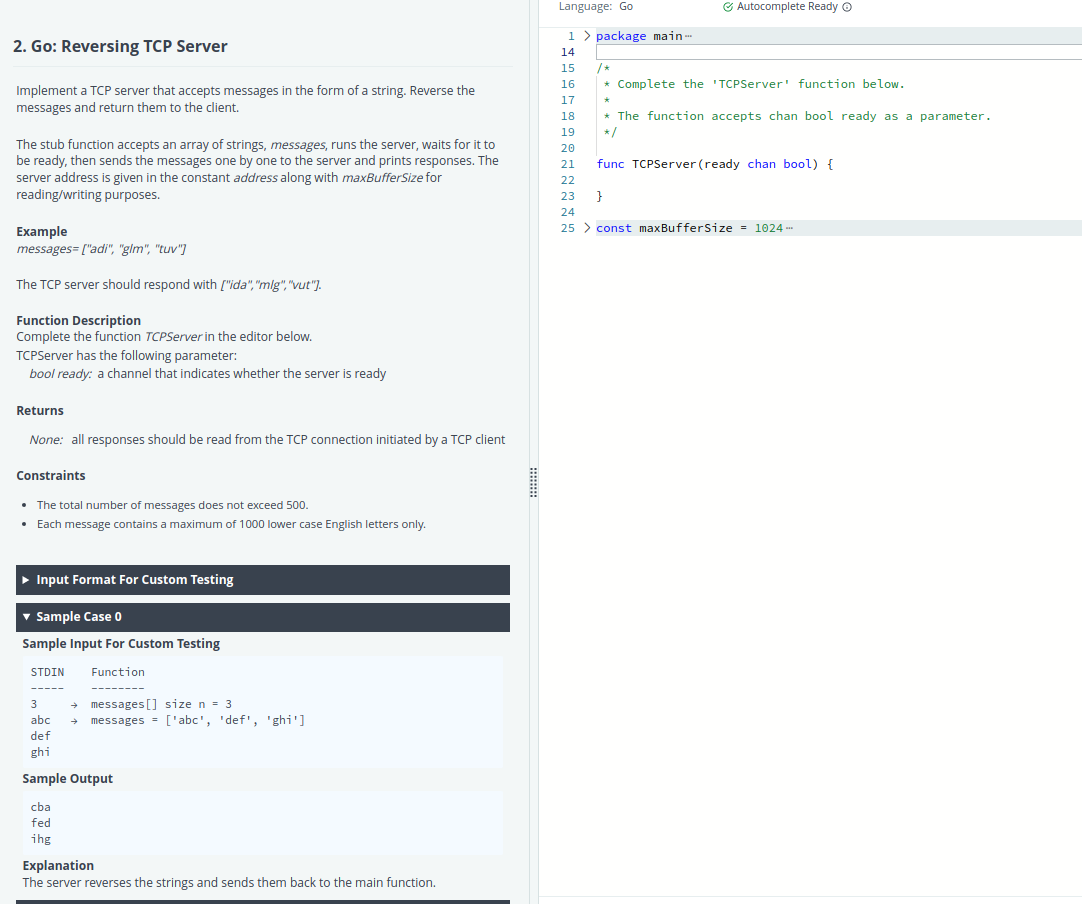 2. Go: Reversing TCP Server
Implement a TCP server that accepts messages in the form of a string. Reverse the
messages and return them to the client.
The stub function accepts an array of strings, messages, runs the server, waits for it to
be ready, then sends the messages one by one to the server and prints responses. The
server address is given in the constant address along with maxBufferSize for
reading/writing purposes.
Example
messages= ["adi", "glm", "tuv"]
The TCP server should respond with ["ida","mlg","vut"].
Function Description
Complete the function TCPServer in the editor below.
TCPServer has the following parameter:
bool ready: a channel that indicates whether the server is ready
Returns
None: all responses should be read from the TCP connection initiated by a TCP client
Constraints
• The total number of messages does not exceed 500.
• Each message contains a maximum of 1000 lower case English letters only.
▶ Input Format For Custom Testing
▼ Sample Case 0
Sample Input For Custom Testing
STDIN    Function
-----    --------
3    →  messages[] size n = 3
abc  →  messages = ['abc', 'def', 'ghi']
def
ghi
Sample Output
cba
fed
ihg
Explanation
The server reverses the strings and sends them back to the main function.
Language: Go
Autocomplete Ready
1 > package main⋯
14
15 /*
16  * Complete the 'TCPServer' function below.
17  *
18  * The function accepts chan bool ready as a parameter.
19  */
20
21 func TCPServer(ready chan bool) {
22
23 }
24
25 > const maxBufferSize = 1024⋯